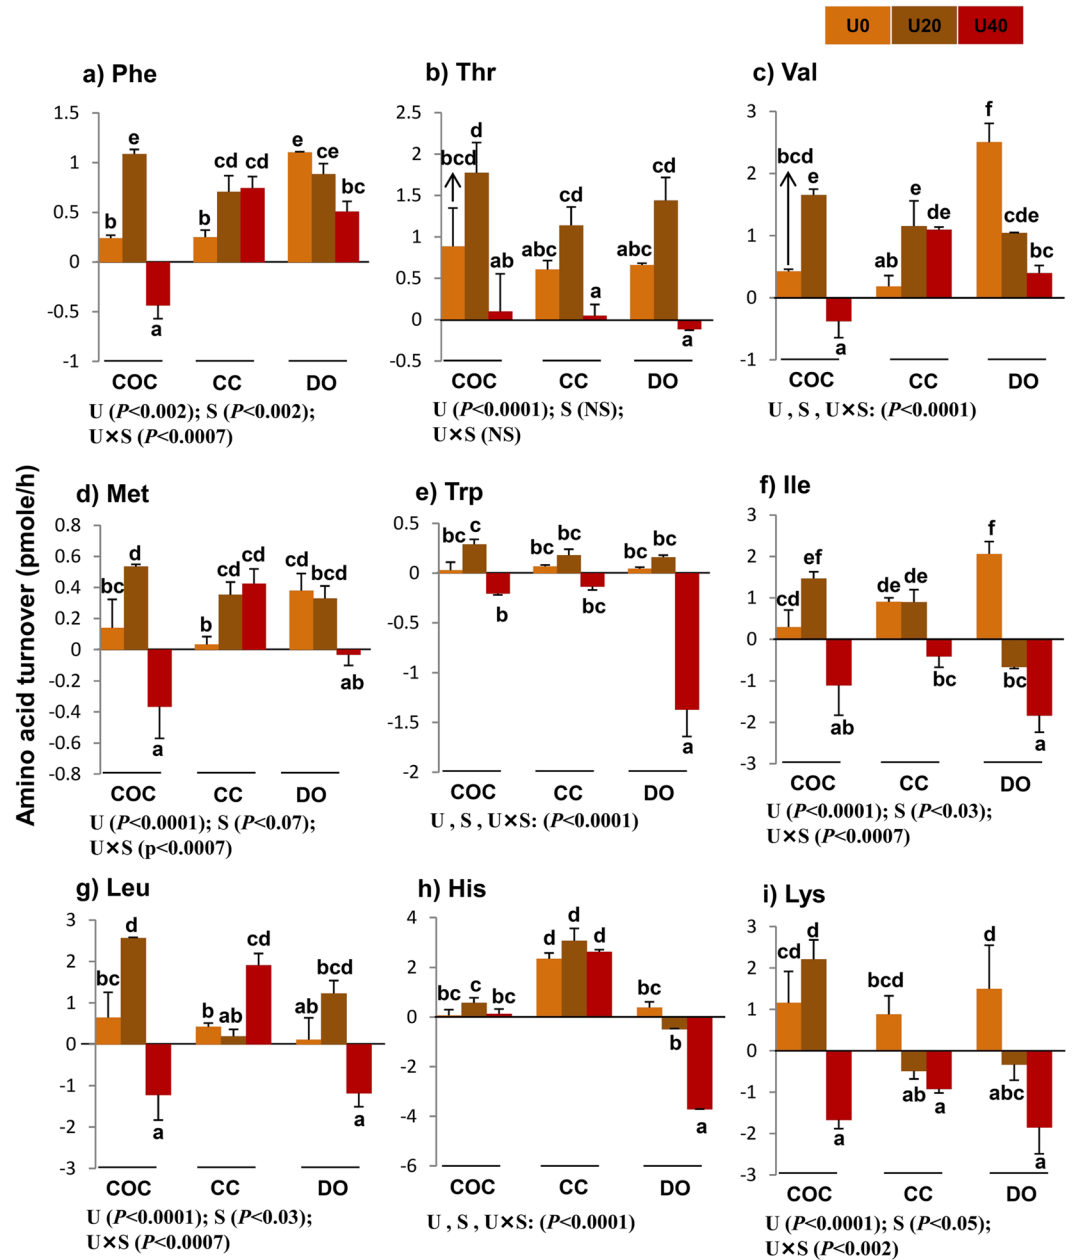 U0 U20 U40
a) Phe
1.5
1
0.5
0
-0.5
-1
b
e
a
b
cd
cd
e
ce
bc
COC CC DO
U (P<0.002); S (P<0.002);
U×S (P<0.0007)
b) Thr
2.5
2
1.5
1
0.5
0
-0.5
bcd
d
ab
abc
cd
a
abc
cd
a
COC CC DO
U (P<0.0001); S (NS);
U×S (NS)
c) Val
3
2
1
0
-1
bcd
e
a
ab
e
de
f
cde
bc
COC CC DO
U , S , U×S: (P<0.0001)
Amino acid turnover (pmole/h)
d) Met
0.8
0.6
0.4
0.2
0
-0.2
-0.4
-0.6
-0.8
bc
d
a
b
cd
cd
cd
bcd
ab
COC CC DO
U (P<0.0001); S (P<0.07);
U×S (p<0.0007)
e) Trp
0.5
0
-0.5
-1
-1.5
-2
bc
c
b
bc
bc
bc
bc
bc
a
COC CC DO
U , S , U×S: (P<0.0001)
f) Ile
3
2
1
0
-1
2
-3
cd
ef
ab
de
de
bc
f
bc
a
COC CC DO
U (P<0.0001); S (P<0.03);
U×S (P<0.0007)
g) Leu
3
2
1
0
-1
-2
-3
bc
d
a
b
ab
cd
ab
bcd
a
COC CC DO
U (P<0.0001); S (P<0.03);
U×S (P<0.0007)
h) His
4
2
0
-2
-4
-6
bc
c
bc
d
d
d
bc
b
a
COC CC DO
U , S , U×S: (P<0.0001)
i) Lys
3
2
1
0
-1
-2
-3
cd
d
a
bcd
ab
a
d
abc
a
COC CC DO
U (P<0.0001); S (P<0.05);
U×S (P<0.002)